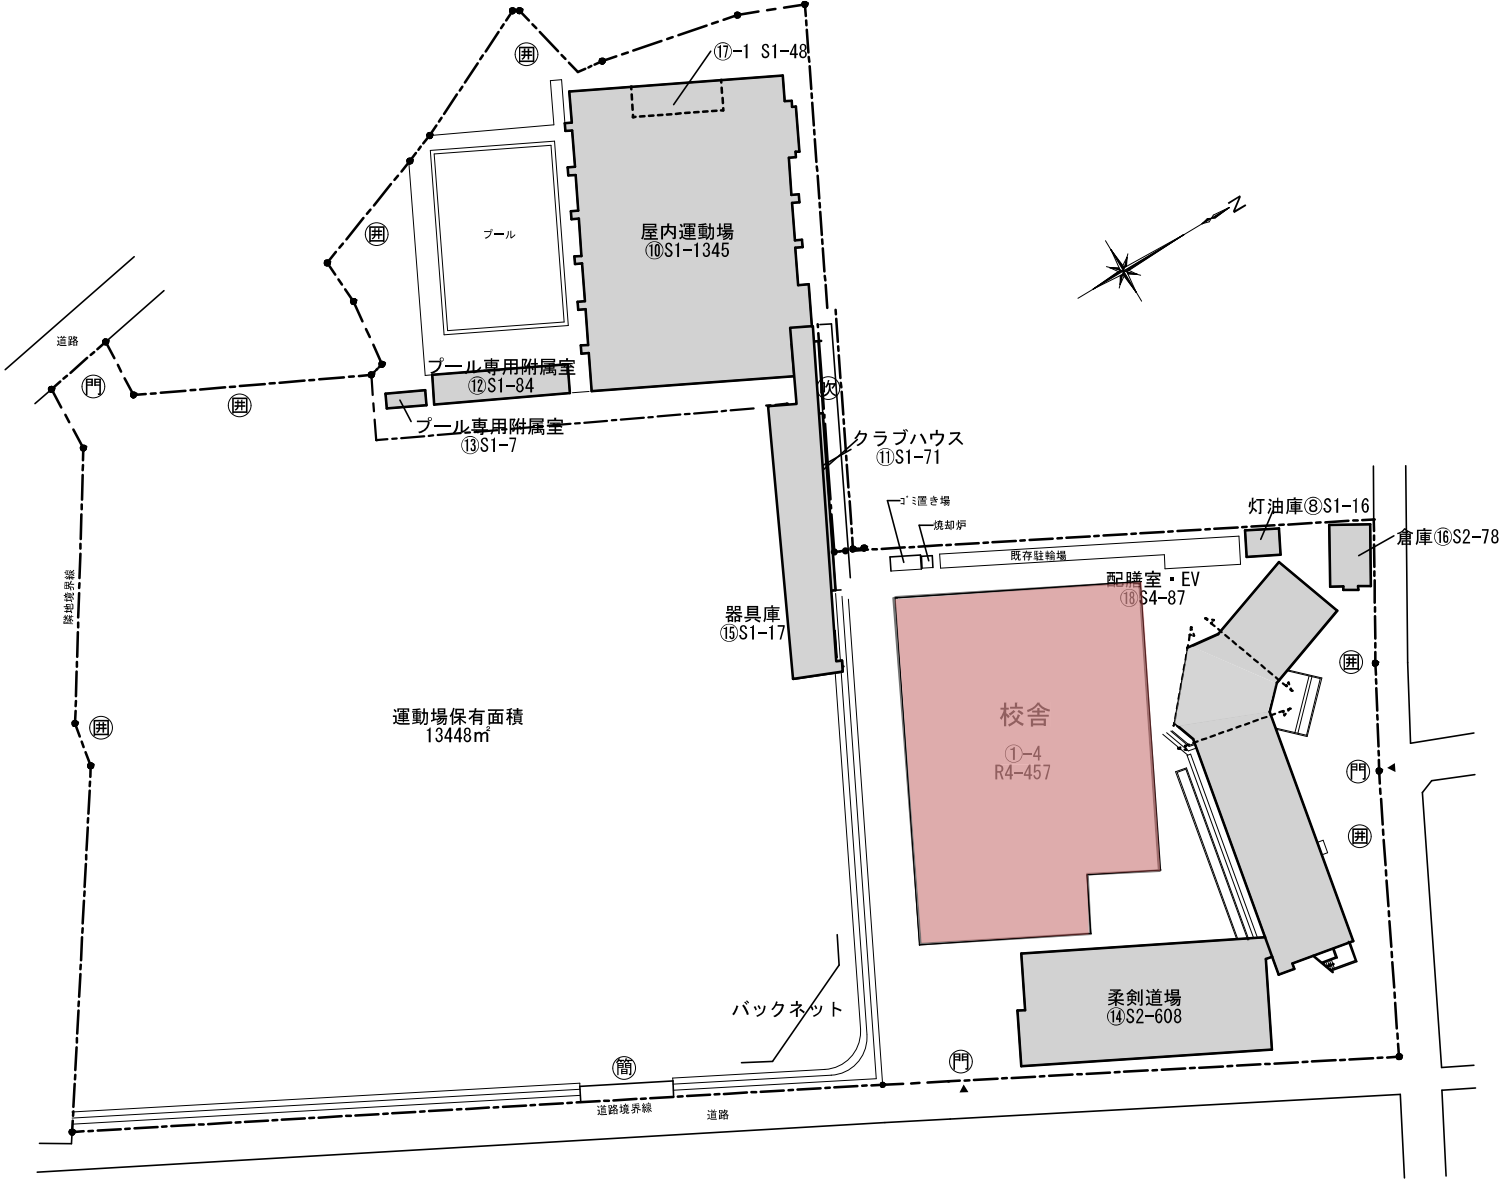 囲
⑰-1 S1-48
囲
プール
屋内運動場
⑩S1-1345
N
道路
門
囲
プール専用附属室
⑫S1-84
プール専用附属室
⑬S1-7
クラブハウス
⑪S1-71
ゴミ置き場
焼却炉
既存駐輪場
灯油庫⑧S1-16
倉庫⑯S2-78
配膳室・EV
⑱S4-87
隣地境界線
器具庫
⑮S1-17
囲
囲
運動場保有面積
13448㎡
校舎
①-4
R4-457
門
囲
バックネット
柔剣道場
⑭S2-608
簡
門
道路境界線
道路